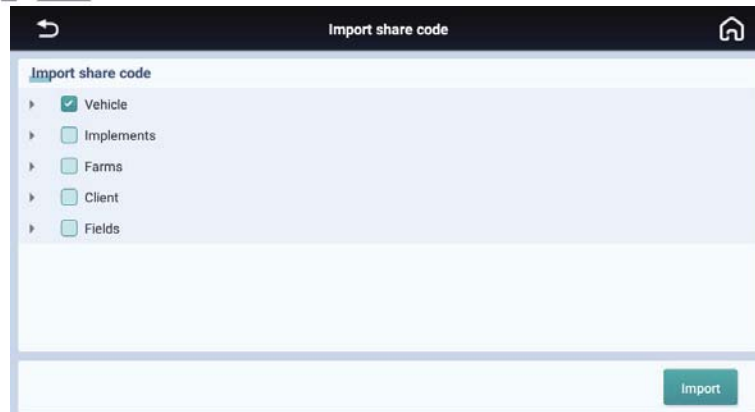 Import share code
Import share code
Vehicle
Implements
Farms
Client
Fields
Import